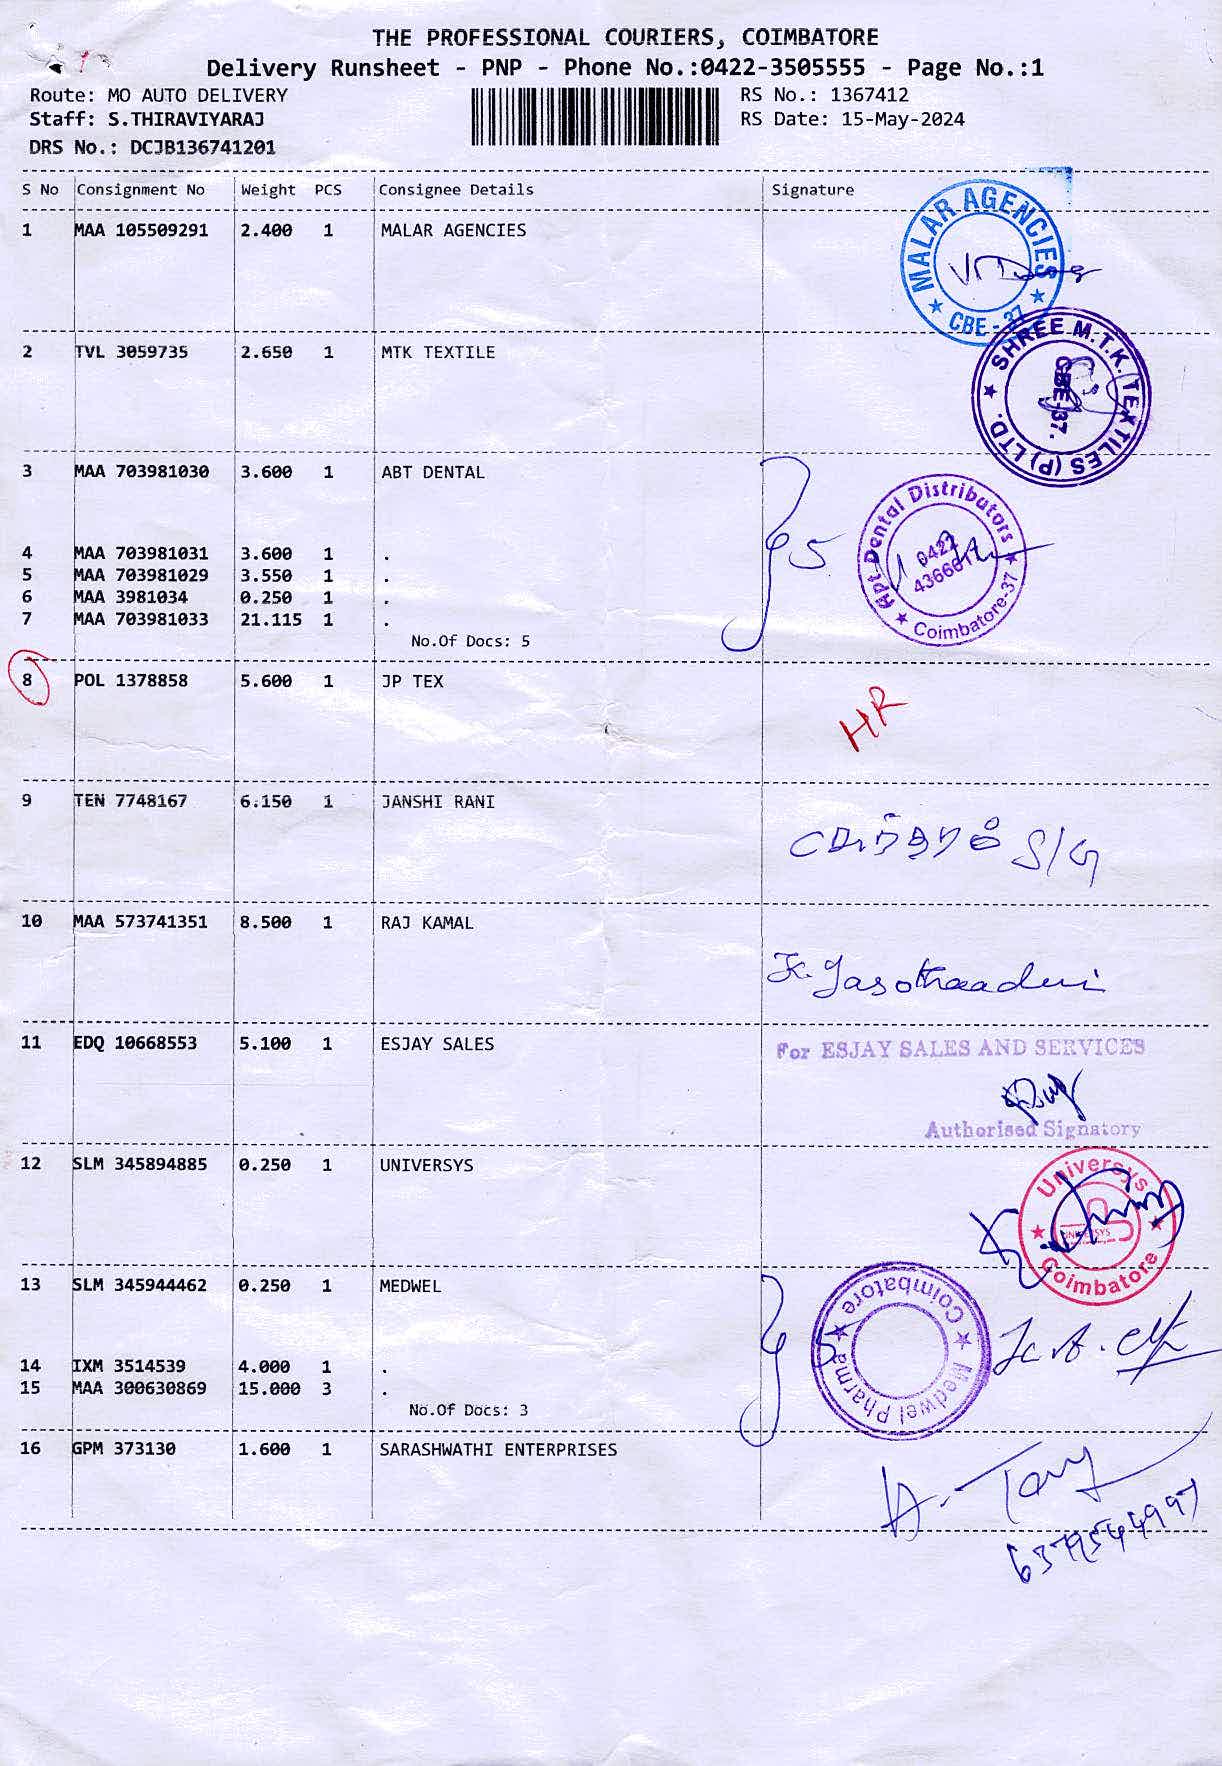 THE PROFESSIONAL COURIERS, COIMBATORE
Delivery Runsheet - PNP - Phone No.:0422-3505555 - Page No.:1
Route: MO AUTO DELIVERY
RS No.: 1367412
Staff: S.THIRAVIYARAJ
RS Date: 15-May-2024
DRS No.: DCJB136741201
S No Consignment No Weight PCS Consignee Details Signature
1 MAA 105509291 2.400 1 MALAR AGENCIES
MALAR AGENCIES
★ CBE - 37 ★
2 TVL 3059735 2.650 1 MTK TEXTILE
★ SHREE M.T.K. TEXTILES (P) LTD.
CBE-37.
3 MAA 703981030 3.600 1 ABT DENTAL
4 MAA 703981031 3.600 1 .
5 MAA 703981029 3.550 1 .
6 MAA 3981034 0.250 1 .
7 MAA 703981033 21.115 1 .
No.Of Docs: 5
5
Apt Dental Distributors
0422
★ Coimbatore-37 ★
8 POL 1378858 5.600 1 JP TEX
HR
9 TEN 7748167 6.150 1 JANSHI RANI
S/G
10 MAA 573741351 8.500 1 RAJ KAMAL
11 EDQ 10668553 5.100 1 ESJAY SALES
For ESJAY SALES AND SERVICES
Authorised Signatory
12 SLM 345894885 0.250 1 UNIVERSYS
Universys
UNIVERSYS
★ Coimbatore ★
13 SLM 345944462 0.250 1 MEDWEL
14 IXM 3514539 4.000 1 .
15 MAA 300630869 15.000 3 .
No.Of Docs: 3
Medwel Pharma
★ Coimbatore ★
16 GPM 373130 1.600 1 SARASHWATHI ENTERPRISES